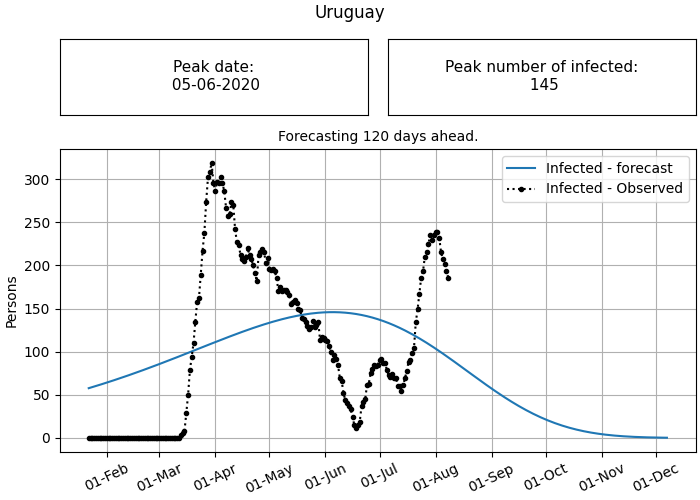 Uruguay
Peak date:
05-06-2020
Peak number of infected:
145
Forecasting 120 days ahead.
Infected - forecast
Infected - Observed
Persons
300
250
200
150
100
50
0
01-Feb
01-Mar
01-Apr
01-May
01-Jun
01-Jul
01-Aug
01-Sep
01-Oct
01-Nov
01-Dec